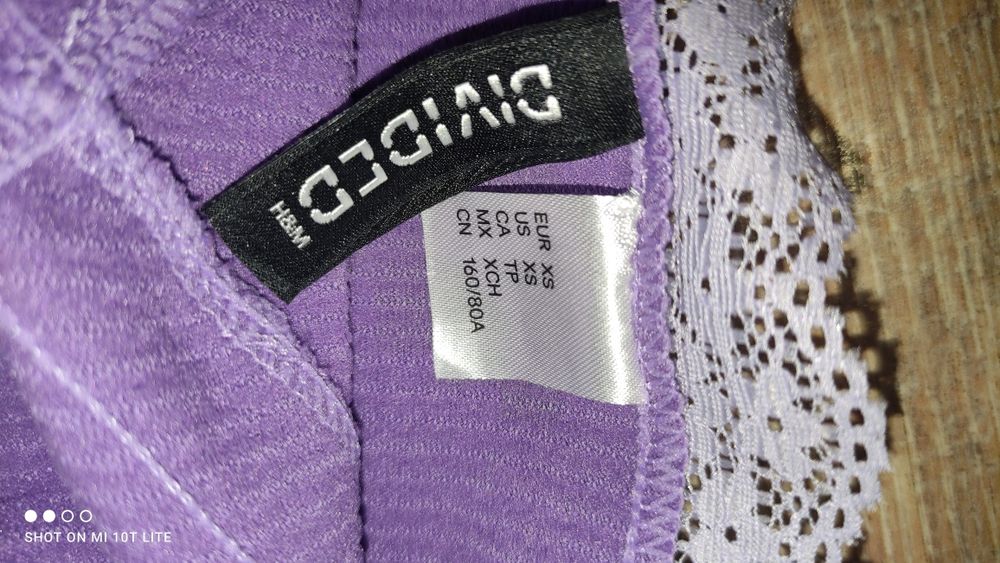 DIVIDED
H&M
EUR XS
US XS
CA TP
MX XCH
CN 160/80A
SHOT ON MI 10T LITE